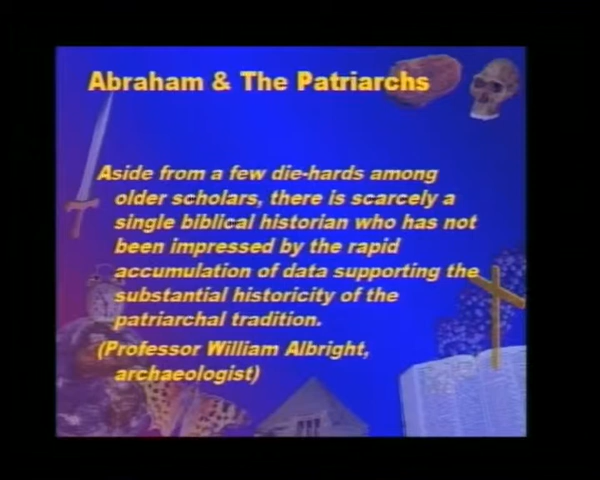 Abraham & The Patriarchs
Aside from a few die-hards among
older scholars, there is scarcely a
single biblical historian who has not
been impressed by the rapid
accumulation of data supporting the
substantial historicity of the
patriarchal tradition.
(Professor William Albright,
archaeologist)